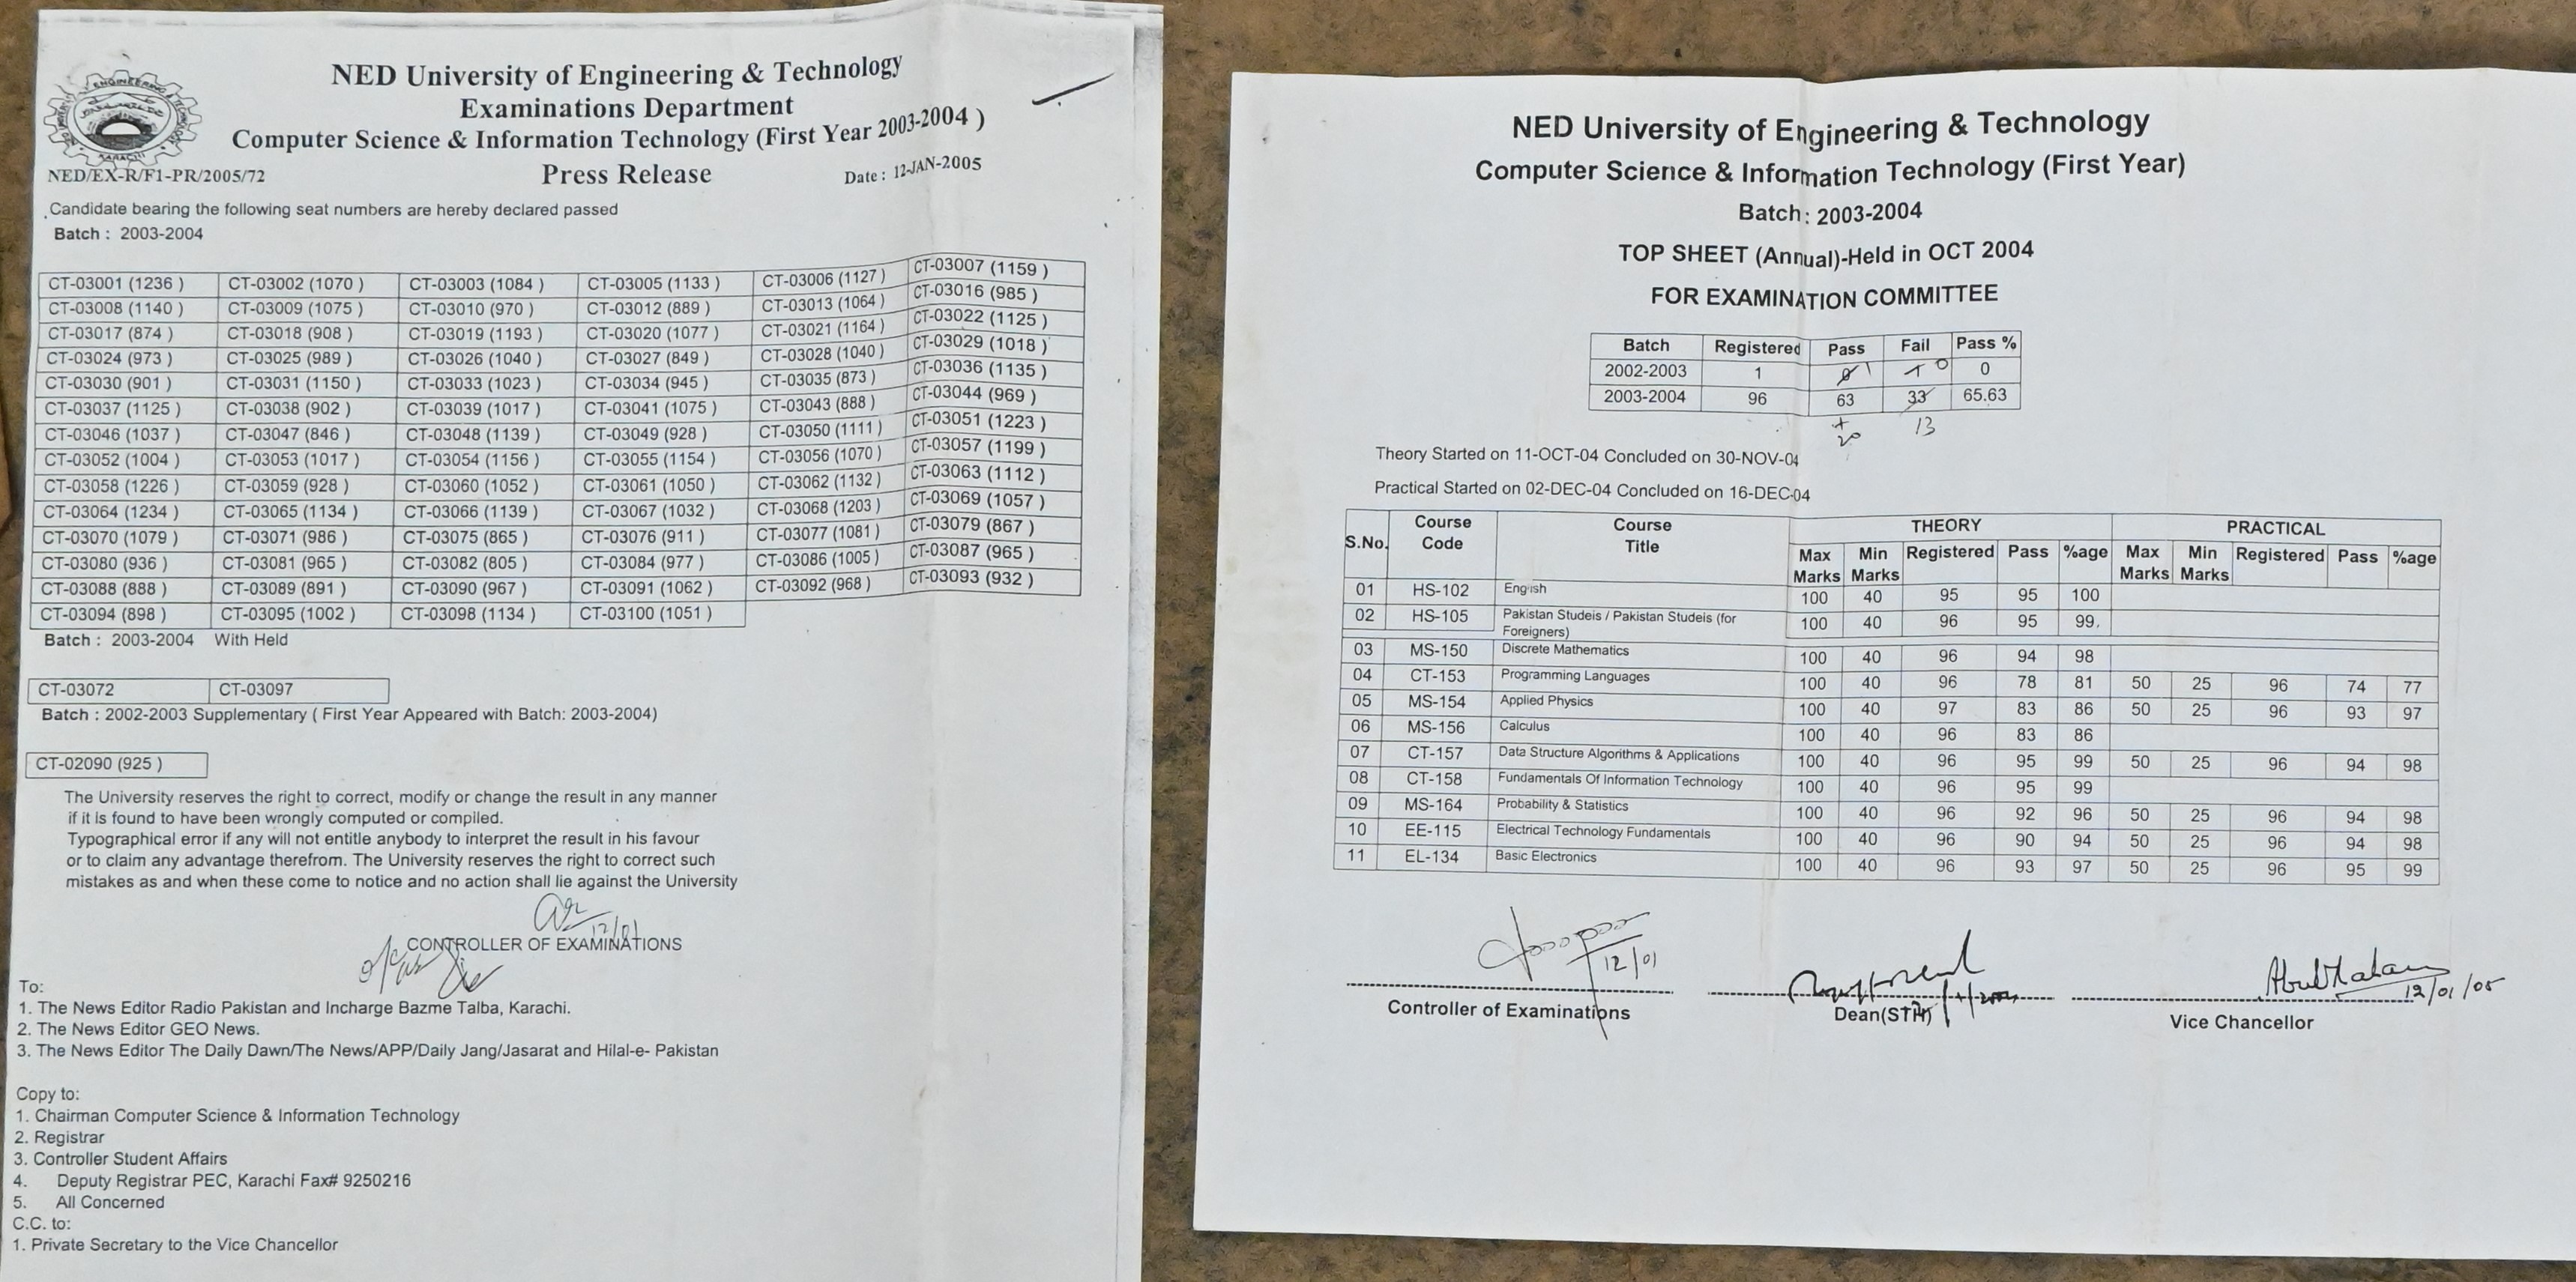 NED University of Engineering & Technology
Examinations Department
Computer Science & Information Technology (First Year 2003-2004 )
NED/EX-R/F1-PR/2005/72 Press Release Date : 12-JAN-2005
Candidate bearing the following seat numbers are hereby declared passed
Batch : 2003-2004
CT-03001 (1236 ) CT-03002 (1070 ) CT-03003 (1084 ) CT-03005 (1133 ) CT-03006 (1127 ) CT-03007 (1159 )
CT-03008 (1140 ) CT-03009 (1075 ) CT-03010 (970 ) CT-03012 (889 ) CT-03013 (1064 ) CT-03016 (985 )
CT-03017 (874 ) CT-03018 (908 ) CT-03019 (1193 ) CT-03020 (1077 ) CT-03021 (1164 ) CT-03022 (1125 )
CT-03024 (973 ) CT-03025 (989 ) CT-03026 (1040 ) CT-03027 (849 ) CT-03028 (1040 ) CT-03029 (1018 )
CT-03030 (901 ) CT-03031 (1150 ) CT-03033 (1023 ) CT-03034 (945 ) CT-03035 (873 ) CT-03036 (1135 )
CT-03037 (1125 ) CT-03038 (902 ) CT-03039 (1017 ) CT-03041 (1075 ) CT-03043 (888 ) CT-03044 (969 )
CT-03046 (1037 ) CT-03047 (846 ) CT-03048 (1139 ) CT-03049 (928 ) CT-03050 (1111 ) CT-03051 (1223 )
CT-03052 (1004 ) CT-03053 (1017 ) CT-03054 (1156 ) CT-03055 (1154 ) CT-03056 (1070 ) CT-03057 (1199 )
CT-03058 (1226 ) CT-03059 (928 ) CT-03060 (1052 ) CT-03061 (1050 ) CT-03062 (1132 ) CT-03063 (1112 )
CT-03064 (1234 ) CT-03065 (1134 ) CT-03066 (1139 ) CT-03067 (1032 ) CT-03068 (1203 ) CT-03069 (1057 )
CT-03070 (1079 ) CT-03071 (986 ) CT-03075 (865 ) CT-03076 (911 ) CT-03077 (1081 ) CT-03079 (867 )
CT-03080 (936 ) CT-03081 (965 ) CT-03082 (805 ) CT-03084 (977 ) CT-03086 (1005 ) CT-03087 (965 )
CT-03088 (888 ) CT-03089 (891 ) CT-03090 (967 ) CT-03091 (1062 ) CT-03092 (968 ) CT-03093 (932 )
CT-03094 (898 ) CT-03095 (1002 ) CT-03098 (1134 ) CT-03100 (1051 )
Batch : 2003-2004 With Held
CT-03072 CT-03097
Batch : 2002-2003 Supplementary ( First Year Appeared with Batch: 2003-2004)
CT-02090 (925 )
The University reserves the right to correct, modify or change the result in any manner
if it is found to have been wrongly computed or compiled.
Typographical error if any will not entitle anybody to interpret the result in his favour
or to claim any advantage therefrom. The University reserves the right to correct such
mistakes as and when these come to notice and no action shall lie against the University
12/01
CONTROLLER OF EXAMINATIONS
To:
1. The News Editor Radio Pakistan and Incharge Bazme Talba, Karachi.
2. The News Editor GEO News.
3. The News Editor The Daily Dawn/The News/APP/Daily Jang/Jasarat and Hilal-e- Pakistan
Copy to:
1. Chairman Computer Science & Information Technology
2. Registrar
3. Controller Student Affairs
4. Deputy Registrar PEC, Karachi Fax# 9250216
5. All Concerned
C.C. to:
1. Private Secretary to the Vice Chancellor
NED University of Engineering & Technology
Computer Science & Information Technology (First Year)
Batch : 2003-2004
TOP SHEET (Annual)-Held in OCT 2004
FOR EXAMINATION COMMITTEE
Batch Registered Pass Fail Pass %
2002-2003 1 0 1 1 0 0
2003-2004 96 63 33 65.63
+20 13
Theory Started on 11-OCT-04 Concluded on 30-NOV-04
Practical Started on 02-DEC-04 Concluded on 16-DEC-04
S.No. Course Code Course Title THEORY PRACTICAL
Max Marks Min Marks Registered Pass %age Max Marks Min Marks Registered Pass %age
01 HS-102 English 100 40 95 95 100
02 HS-105 Pakistan Studeis / Pakistan Studeis (for Foreigners) 100 40 96 95 99
03 MS-150 Discrete Mathematics 100 40 96 94 98
04 CT-153 Programming Languages 100 40 96 78 81 50 25 96 74 77
05 MS-154 Applied Physics 100 40 97 83 86 50 25 96 93 97
06 MS-156 Calculus 100 40 96 83 86
07 CT-157 Data Structure Algorithms & Applications 100 40 96 95 99 50 25 96 94 98
08 CT-158 Fundamentals Of Information Technology 100 40 96 95 99
09 MS-164 Probability & Statistics 100 40 96 92 96 50 25 96 94 98
10 EE-115 Electrical Technology Fundamentals 100 40 96 90 94 50 25 96 94 98
11 EL-134 Basic Electronics 100 40 96 93 97 50 25 96 95 99
12/01
12/01/05
Controller of Examinations Dean Vice Chancellor